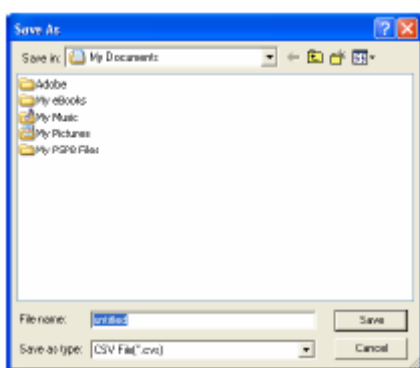 Save As
Save in: My Documents
Adobe
My eBooks
My Music
My Pictures
My PSP8 Files
File name: untitled Save
Save as type: CSV File(*.cvs) Cancel